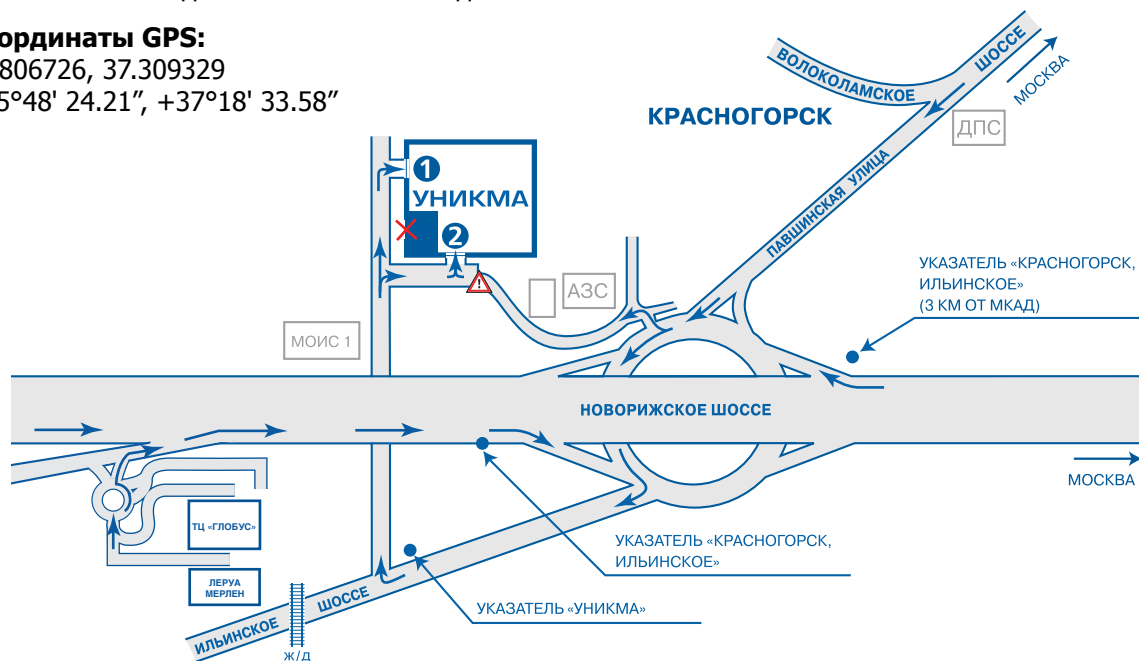 ординаты GPS:
806726, 37.309329
5°48' 24.21”, +37°18' 33.58”
ВОЛОКОЛАМСКОЕ
ШОССЕ
МОСКВА
КРАСНОГОРСК
ДПС
ПАВШИНСКАЯ УЛИЦА
1
УНИКМА
2
!
АЗС
УКАЗАТЕЛЬ «КРАСНОГОРСК,
ИЛЬИНСКОЕ»
(3 КМ ОТ МКАД)
МОИС 1
НОВОРИЖСКОЕ ШОССЕ
МОСКВА
ТЦ «ГЛОБУС»
УКАЗАТЕЛЬ «КРАСНОГОРСК,
ИЛЬИНСКОЕ»
ЛЕРУА
МЕРЛЕН
УКАЗАТЕЛЬ «УНИКМА»
ИЛЬИНСКОЕ
ШОССЕ
Ж/Д